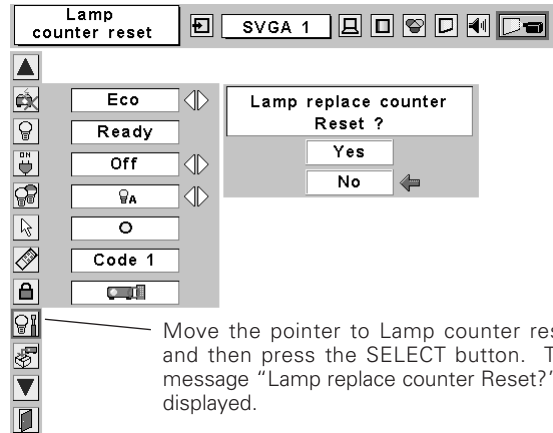 Lamp
counter reset
SVGA 1
Eco
Ready
ON
Off
A
Code 1
Lamp replace counter
Reset ?
Yes
No
Move the pointer to Lamp counter res
and then press the SELECT button. T
message “Lamp replace counter Reset?”
displayed.